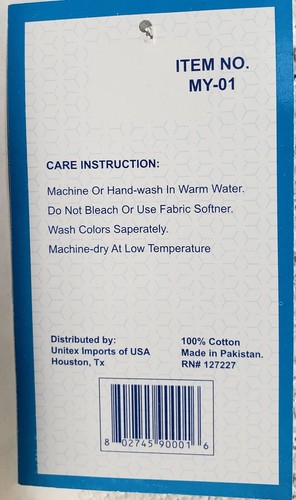 ITEM NO.
MY-01
CARE INSTRUCTION:
Machine Or Hand-wash In Warm Water.
Do Not Bleach Or Use Fabric Softner.
Wash Colors Saperately.
Machine-dry At Low Temperature
Distributed by:
Unitex Imports of USA
Houston, Tx
100% Cotton
Made in Pakistan.
RN# 127227
8 02745 90001 6